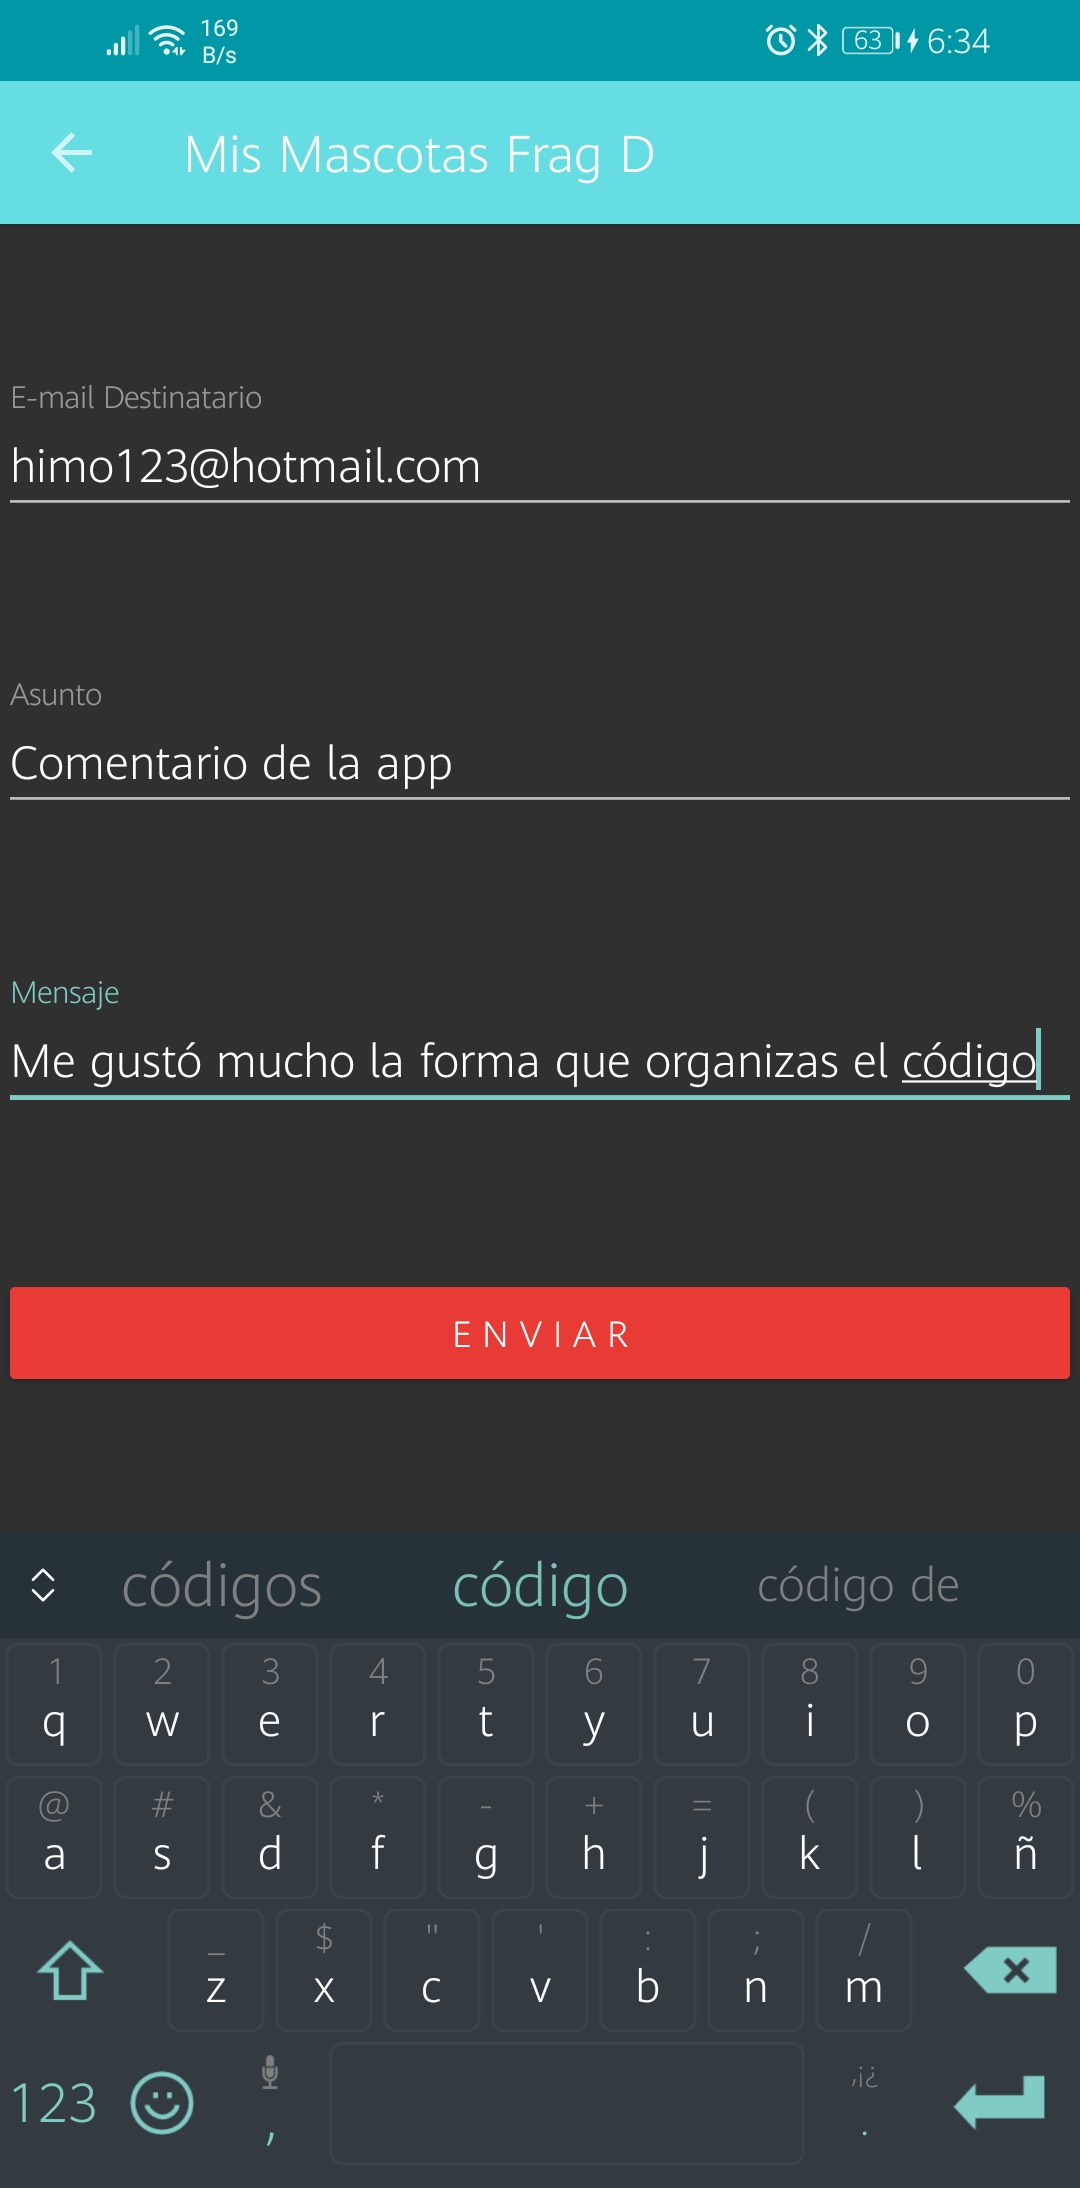 169
B/s
63
6:34
Mis Mascotas Frag D
E-mail Destinatario
himo123@hotmail.com
Asunto
Comentario de la app
Mensaje
Me gustó mucho la forma que organizas el código
ENVIAR
códigos código código de
1 2 3 4 5 6 7 8 9 0
q w e r t y u i o p
@ # & * - + = ( ) %
a s d f g h j k l ñ
_ $ " ' : ; /
z x c v b n m
,¡¿
123 , .